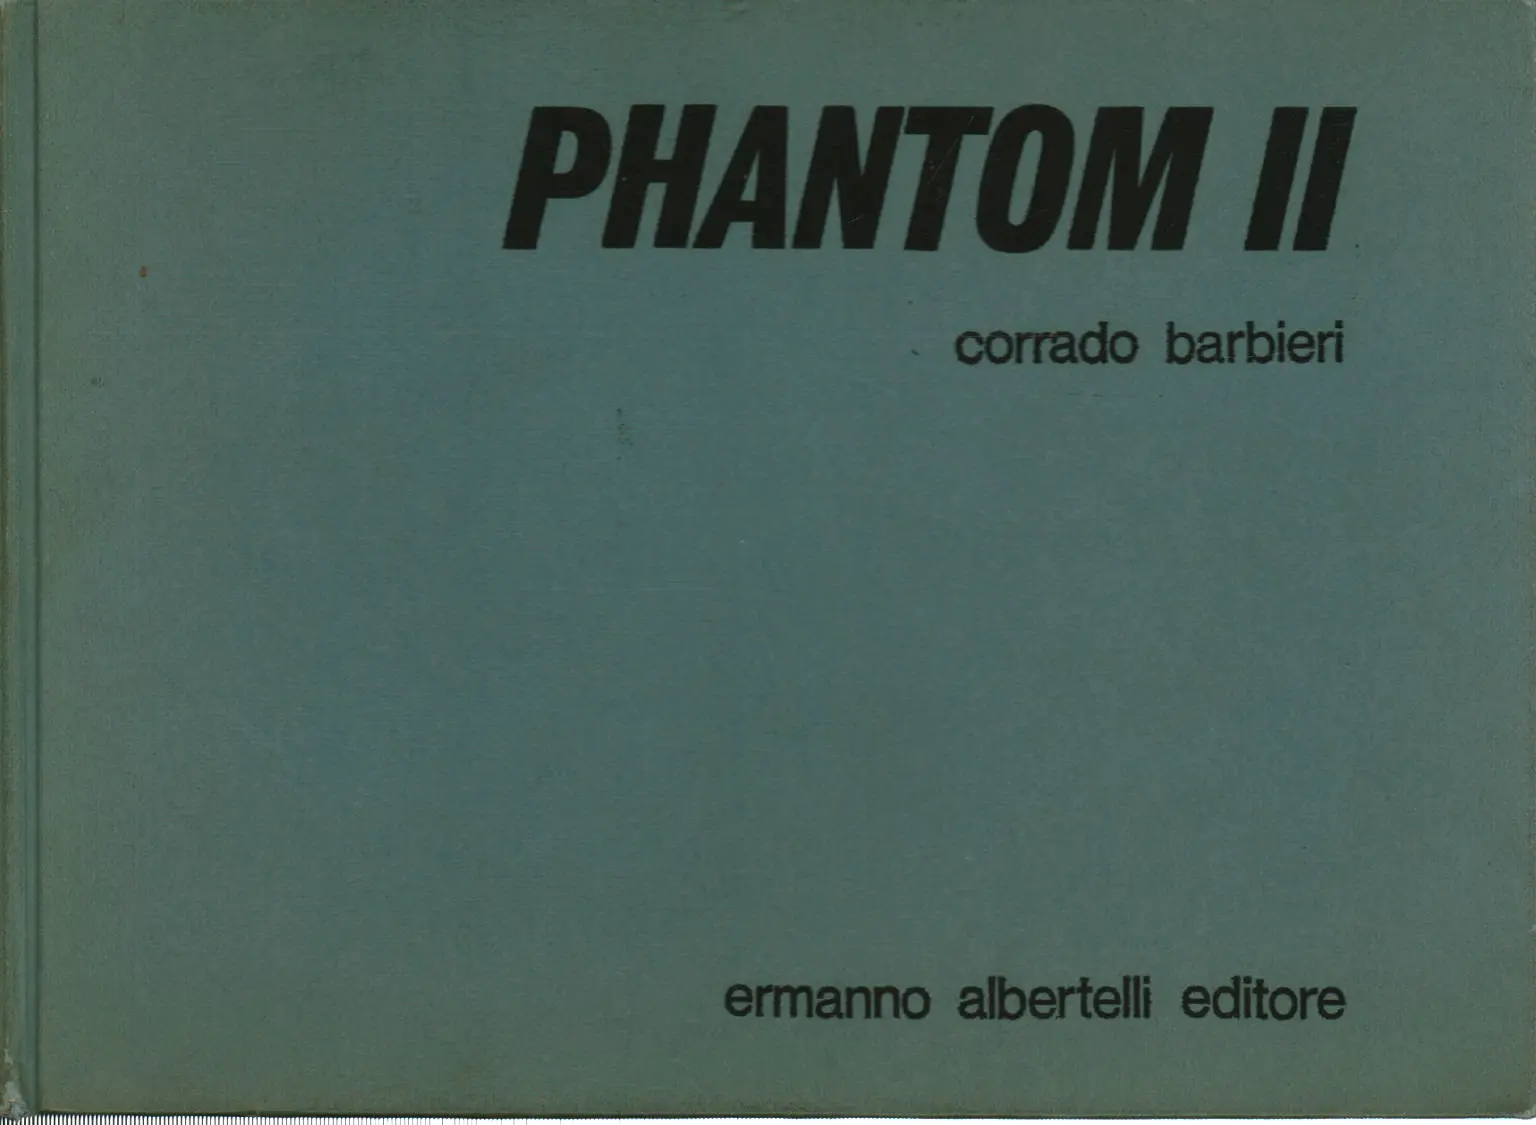 PHANTOM II
corrado barbieri
ermanno albertelli editore